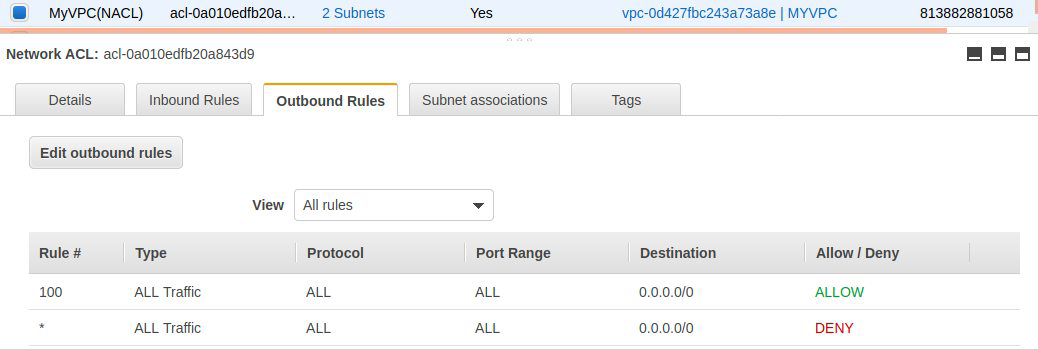 MyVPC(NACL) acl-0a010edfb20a... 2 Subnets Yes vpc-0d427fbc243a73a8e | MYVPC 813882881058
Network ACL: acl-0a010edfb20a843d9
Details Inbound Rules Outbound Rules Subnet associations Tags
Edit outbound rules
View All rules
Rule # Type Protocol Port Range Destination Allow / Deny
100 ALL Traffic ALL ALL 0.0.0.0/0 ALLOW
* ALL Traffic ALL ALL 0.0.0.0/0 DENY